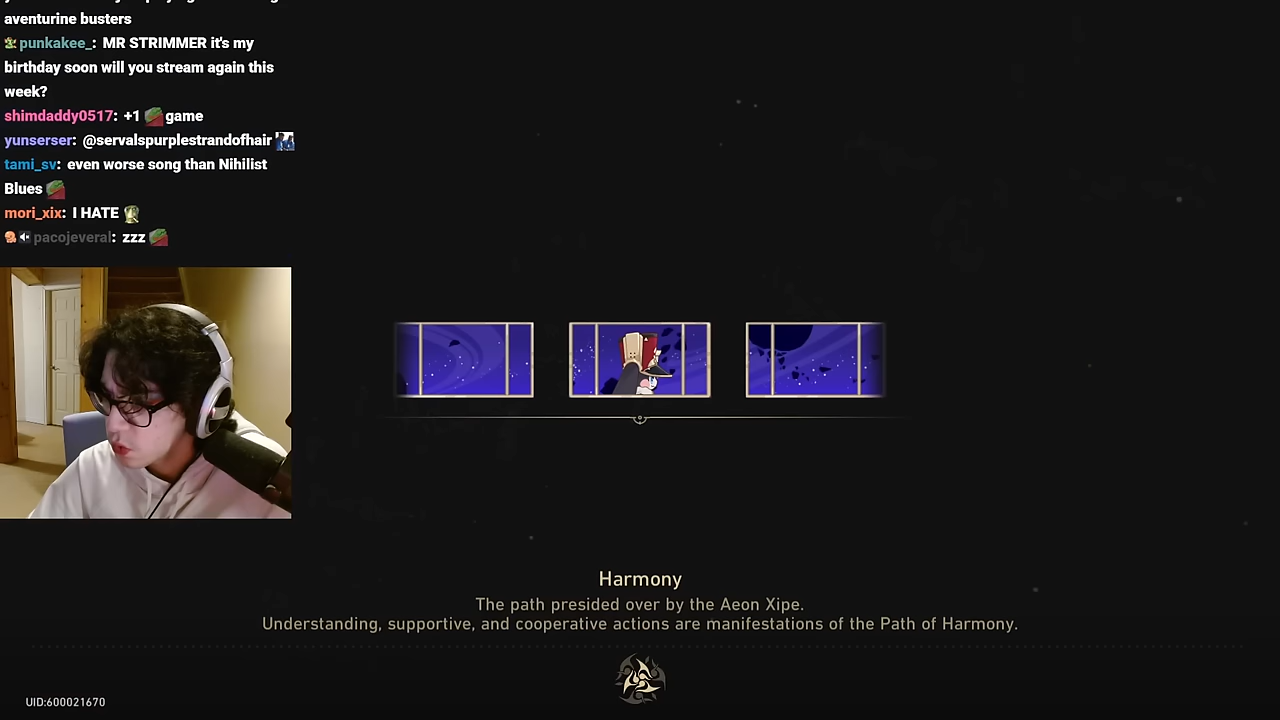 aventurine busters
punkakee_: MR STRIMMER it's my
birthday soon will you stream again this
week?
shimdaddy0517: +1 game
yunserser: @servalspurplestrandofhair
tami_sv: even worse song than Nihilist
Blues
mori_xix: I HATE
pacojeveral: zzz
Harmony
The path presided over by the Aeon Xipe.
Understanding, supportive, and cooperative actions are manifestations of the Path of Harmony.
UID:600021670